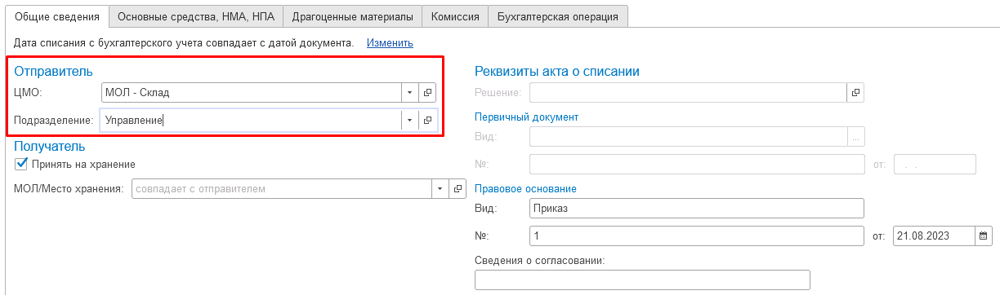 Общие сведения
Основные средства, НМА, НПА
Драгоценные материалы
Комиссия
Бухгалтерская операция
Дата списания с бухгалтерского учета совпадает с датой документа. Изменить
Отправитель
ЦМО: МОЛ - Склад
Подразделение: Управление
Получатель
Принять на хранение
МОЛ/Место хранения: совпадает с отправителем
Реквизиты акта о списании
Решение:
Первичный документ
Вид: ...
№: от: . .
Правовое основание
Вид: Приказ
№: 1 от: 21.08.2023
Сведения о согласовании: